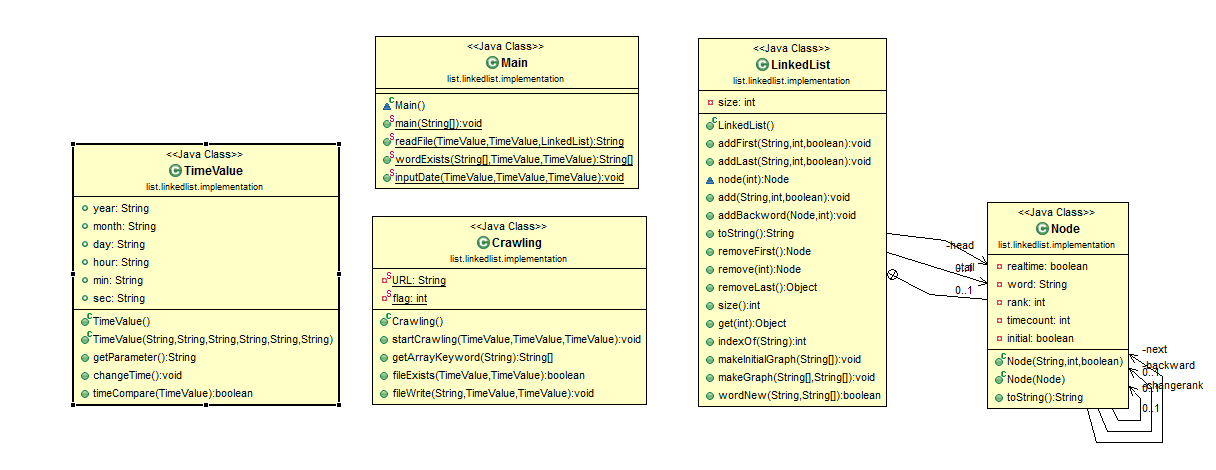 <<Java Class>>
TimeValue
list.linkedlist.implementation
year: String
month: String
day: String
hour: String
min: String
sec: String
TimeValue()
TimeValue(String,String,String,String,String,String)
getParameter():String
changeTime():void
timeCompare(TimeValue):boolean
<<Java Class>>
Main
list.linkedlist.implementation
Main()
main(String[]):void
readFile(TimeValue,TimeValue,LinkedList):String
wordExists(String[],TimeValue,TimeValue):String[]
inputDate(TimeValue,TimeValue,TimeValue):void
<<Java Class>>
Crawling
list.linkedlist.implementation
URL: String
flag: int
Crawling()
startCrawling(TimeValue,TimeValue,TimeValue):void
getArrayKeyword(String):String[]
fileExists(TimeValue,TimeValue):boolean
fileWrite(String,TimeValue,TimeValue):void
<<Java Class>>
LinkedList
list.linkedlist.implementation
size: int
LinkedList()
addFirst(String,int,boolean):void
addLast(String,int,boolean):void
node(int):Node
add(String,int,boolean):void
addBackword(Node,int):void
toString():String
removeFirst():Node
remove(int):Node
removeLast():Object
size():int
get(int):Object
indexOf(String):int
makeInitialGraph(String[]):void
makeGraph(String[],String[]):void
wordNew(String,String[]):boolean
-head
0..1
<<Java Class>>
Node
list.linkedlist.implementation
realtime: boolean
word: String
rank: int
timecount: int
initial: boolean
Node(String,int,boolean)
Node(Node)
toString():String
-next
-backward
0..1
-changerank
0..1